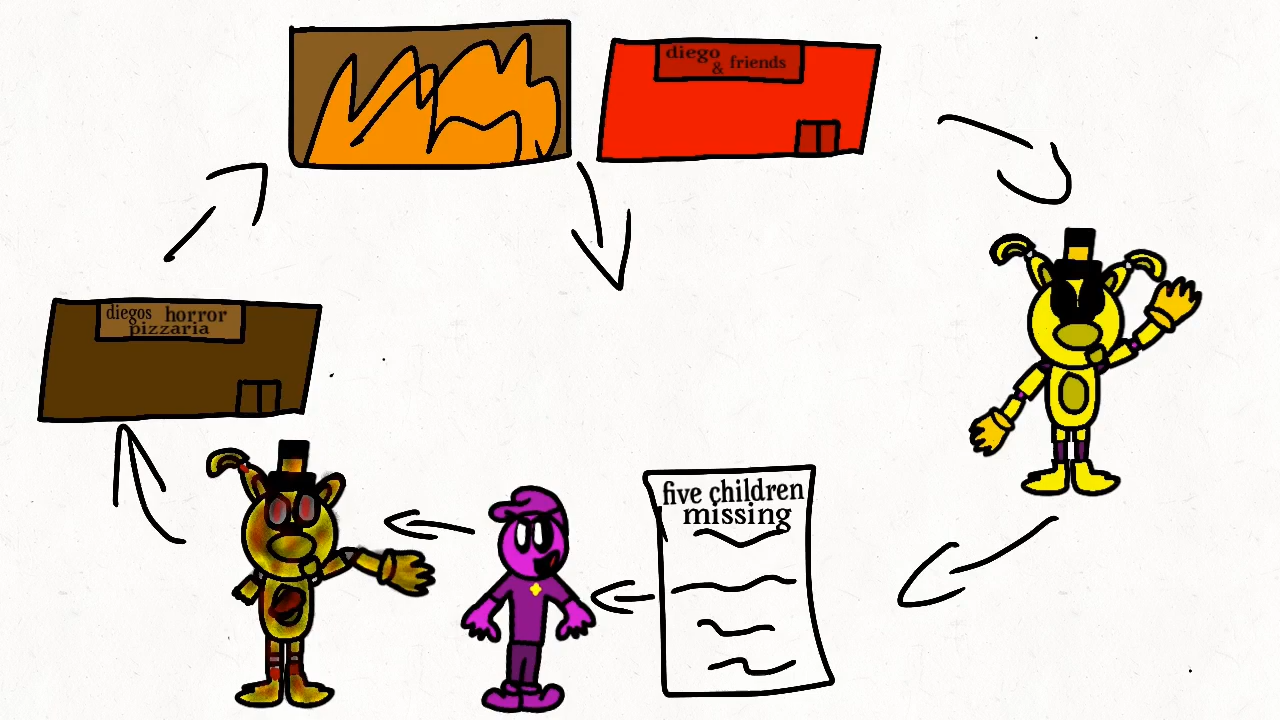 diego
& friends
diegos horror
pizzaria
five children
missing